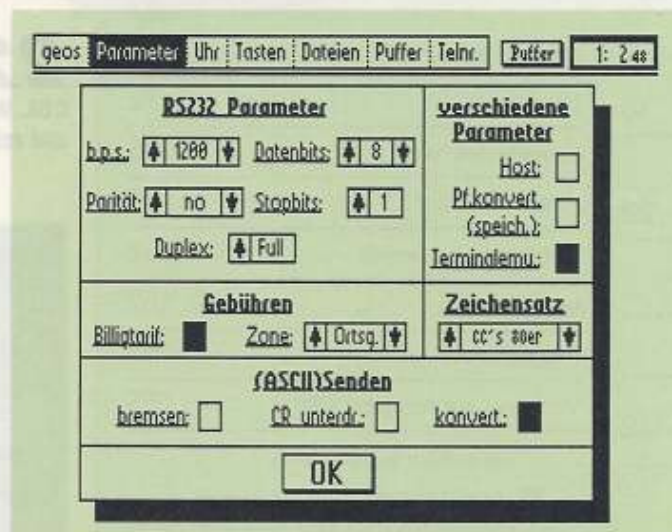 geos Parameter Uhr Tasten Dateien Puffer Telnr. Puffer 1: 2 48
RS232 Parameter
b.p.s.: 1200 Datenbits: 8
Parität: no Stopbits: 1
Duplex: Full
verschiedene
Parameter
Host:
Pf.konvert.
(speich.):
Terminalemu.:
Gebühren
Billigtarif: Zone: Ortsg.
Zeichensatz
CC's 80er
(ASCII)Senden
bremsen: CR unterdr.: konvert.:
OK